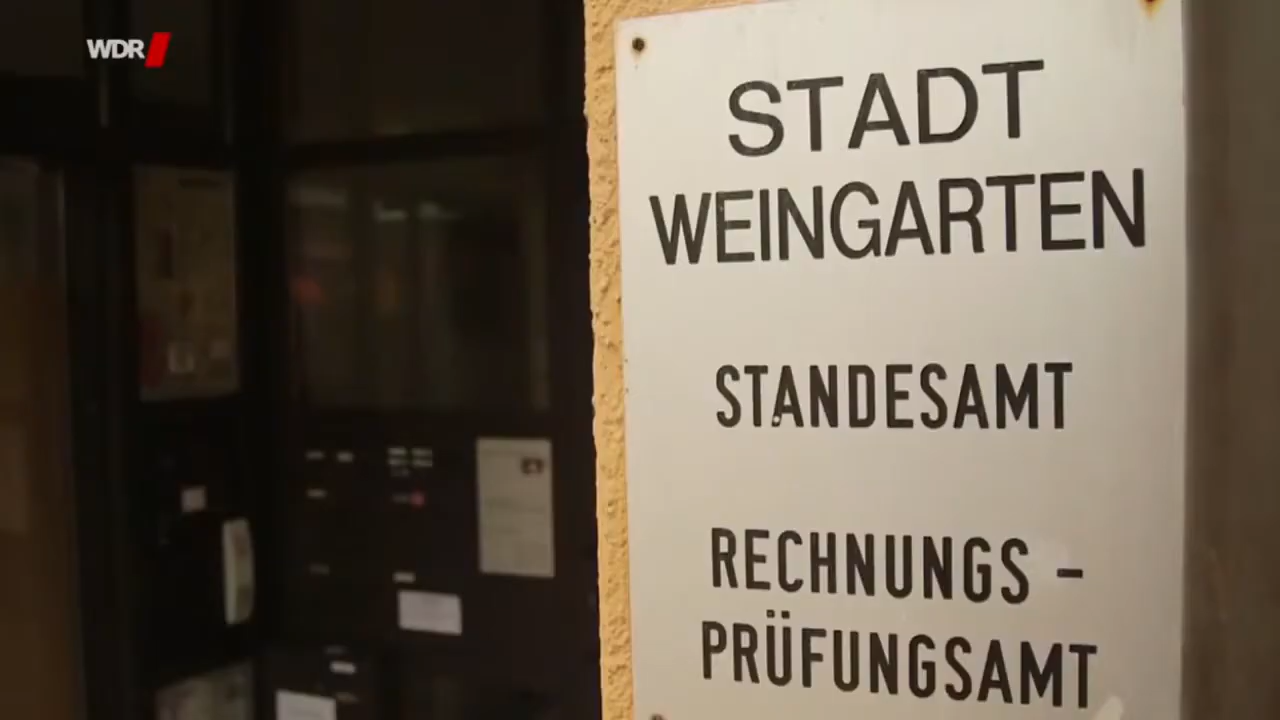 WDR
STADT
WEINGARTEN
STANDESAMT
RECHNUNGS -
PRÜFUNGSAMT